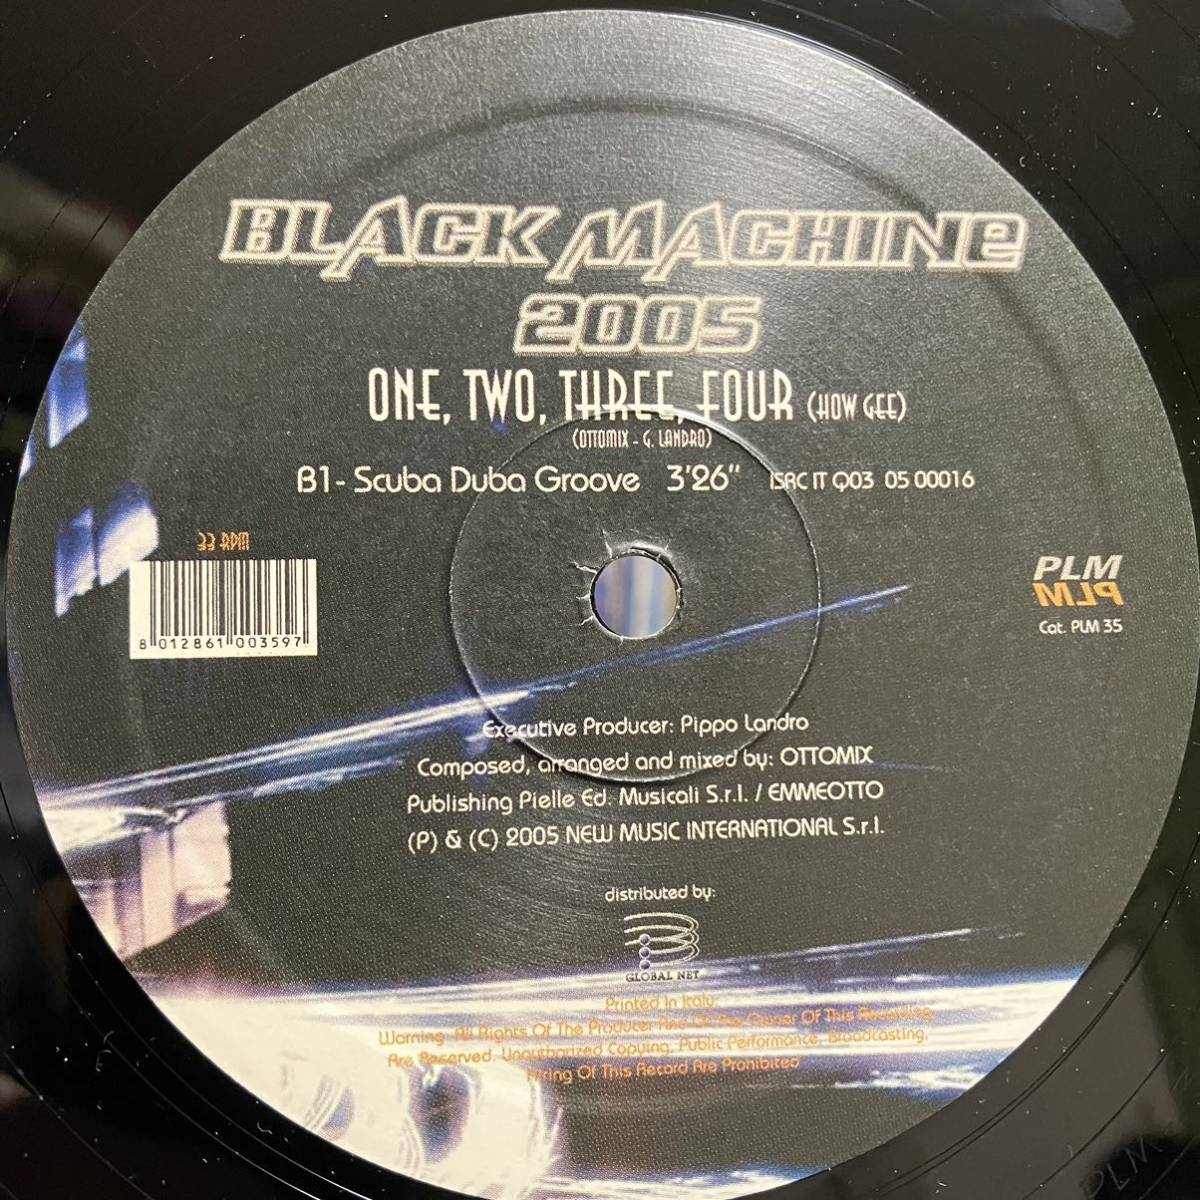 BLACK MACHINE
2005
ONE, TWO, THREE, FOUR (HOW GEE)
(OTTOMIX - G. LANDRO)
B1 - Scuba Duba Groove 3'26" ISRC IT Q03 05 00016
33 RPM
8 012861 003597
PLM
PLM
Cat. PLM 35
Executive Producer: Pippo Landro
Composed, arranged and mixed by: OTTOMIX
Publishing Pielle Ed. Musicali S.r.l. / EMMEOTTO
(P) & (C) 2005 NEW MUSIC INTERNATIONAL S.r.l.
distributed by:
GLOBAL NET
Printed In Italy.
Warning. All Rights Of The Producer And Of The Owner Of This Recording
Are Reserved. Unauthorized Copying, Public Performance, Broadcasting,
Of This Record Are Prohibited
PLM